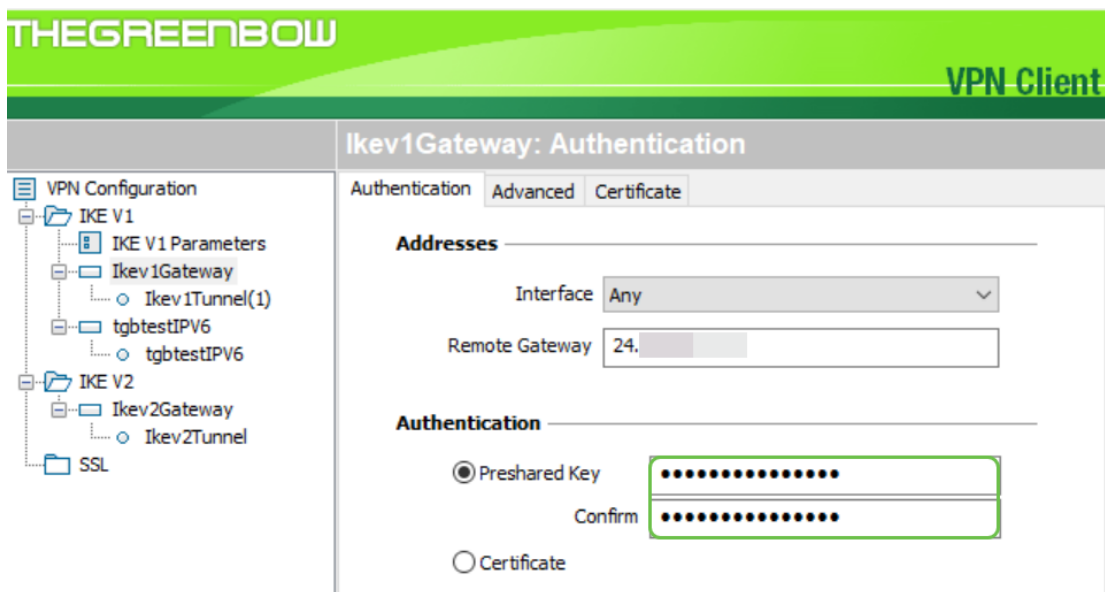 THEGREENBOW
VPN Client
Ikev1Gateway: Authentication
VPN Configuration
IKE V1
IKE V1 Parameters
Ikev1Gateway
Ikev1Tunnel(1)
tgbtestIPV6
tgbtestIPV6
IKE V2
Ikev2Gateway
Ikev2Tunnel
SSL
Authentication Advanced Certificate
Addresses
Interface Any
Remote Gateway 24.
Authentication
Preshared Key •••••••••••••••
Confirm •••••••••••••••
Certificate